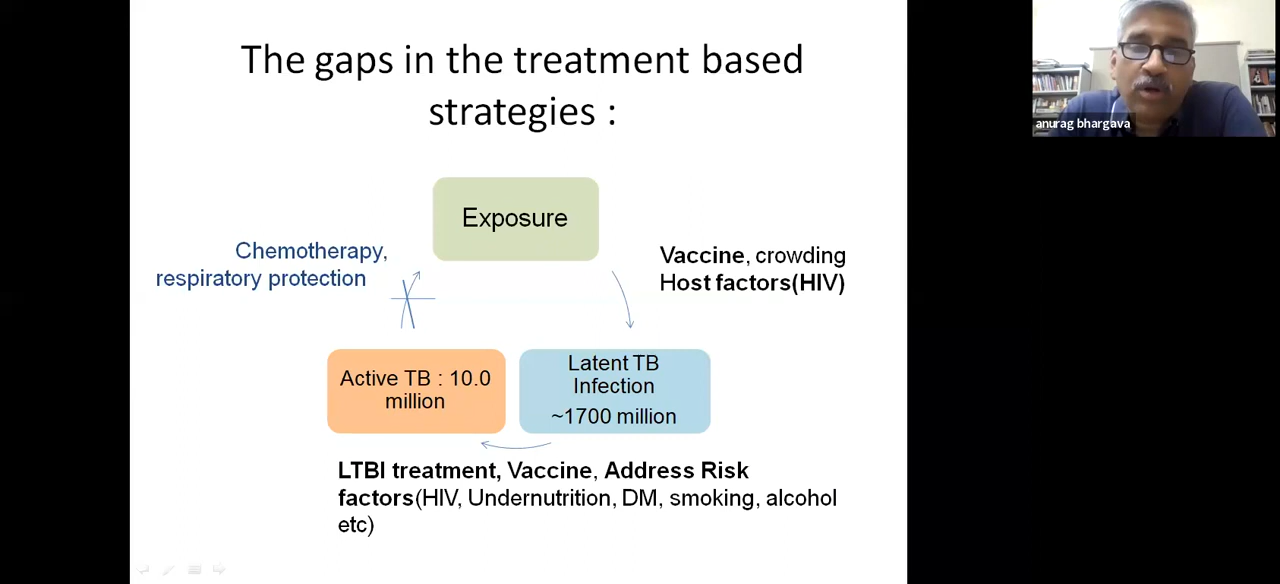 The gaps in the treatment based
strategies :
anurag bhargava
Exposure
Chemotherapy,
respiratory protection
Vaccine, crowding
Host factors(HIV)
Active TB : 10.0
million
Latent TB
Infection
~1700 million
LTBI treatment, Vaccine, Address Risk
factors(HIV, Undernutrition, DM, smoking, alcohol
etc)